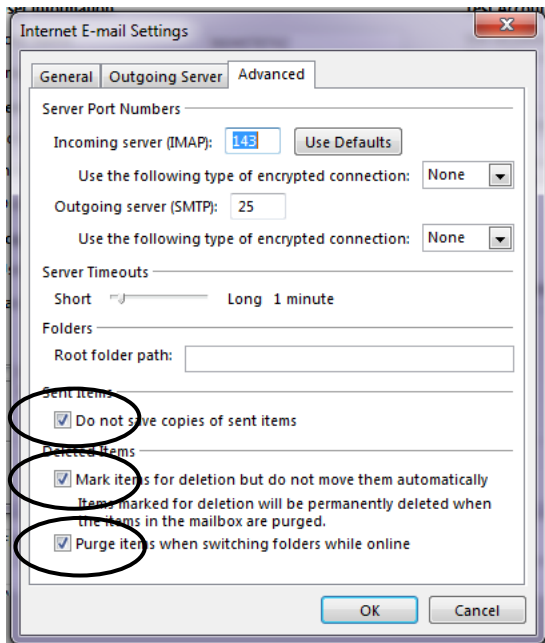 Internet E-mail Settings
General Outgoing Server Advanced
Server Port Numbers
Incoming server (IMAP): 143 Use Defaults
Use the following type of encrypted connection: None
Outgoing server (SMTP): 25
Use the following type of encrypted connection: None
Server Timeouts
Short Long 1 minute
Folders
Root folder path:
Sent Items
Do not save copies of sent items
Deleted Items
Mark items for deletion but do not move them automatically
Items marked for deletion will be permanently deleted when
the items in the mailbox are purged.
Purge items when switching folders while online
OK Cancel